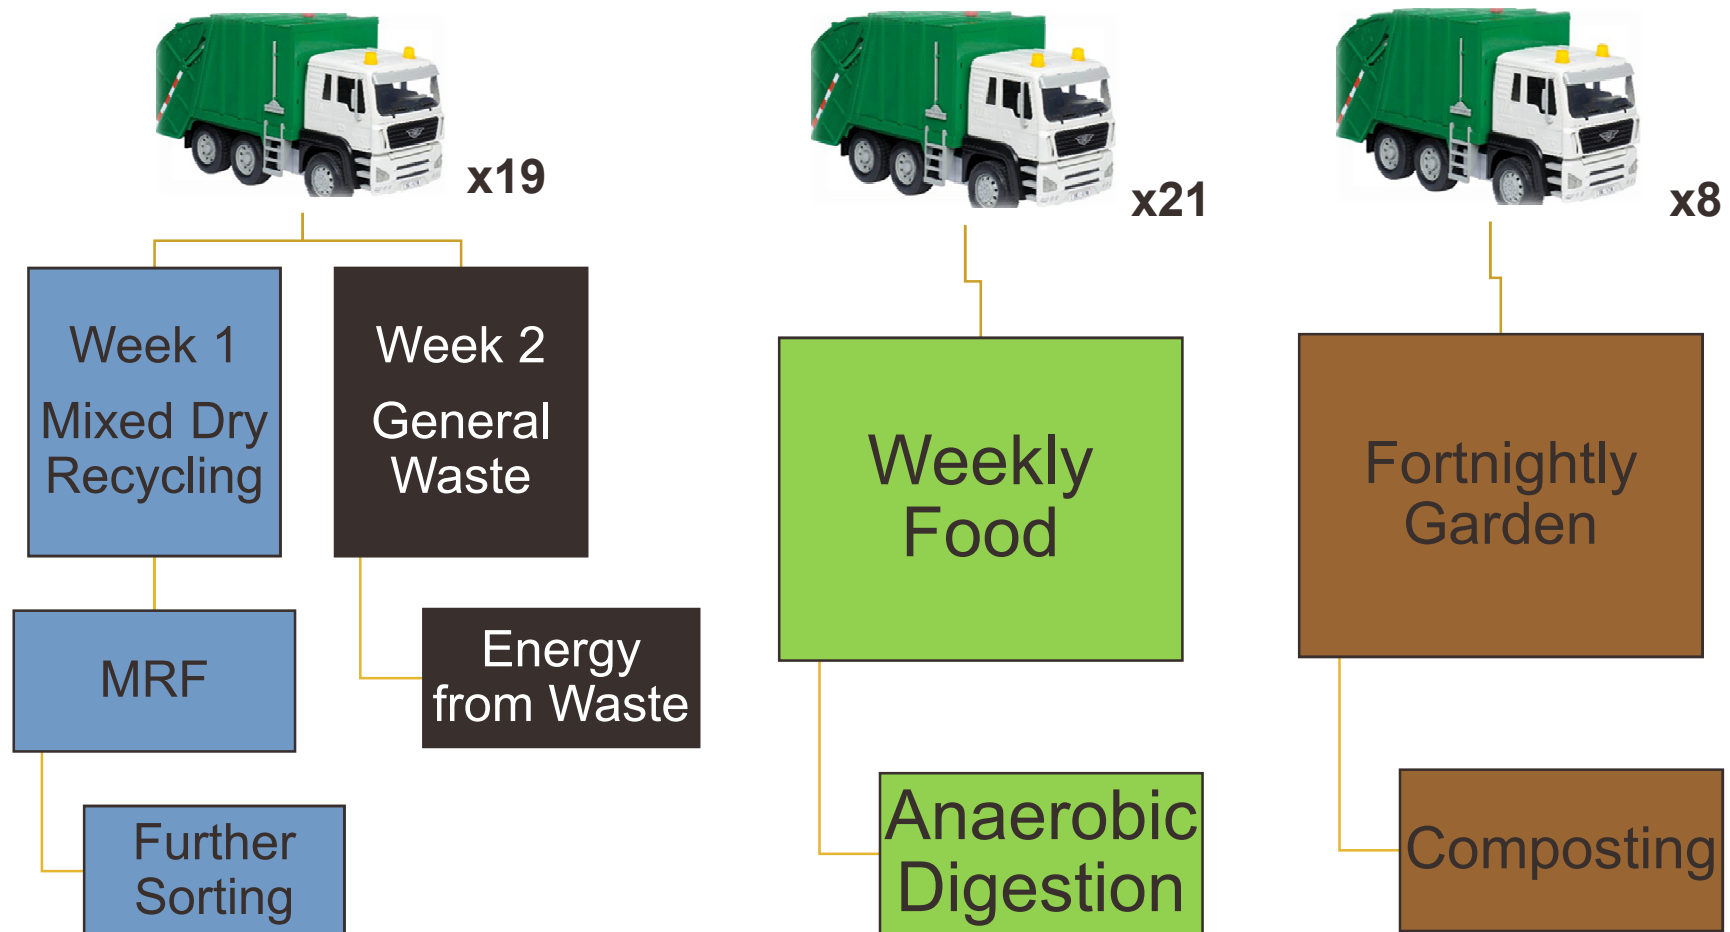 x19
x21
x8
Week 1
Mixed Dry
Recycling
Week 2
General
Waste
Weekly
Food
Fortnightly
Garden
MRF
Energy
from Waste
Further
Sorting
Anaerobic
Digestion
Composting